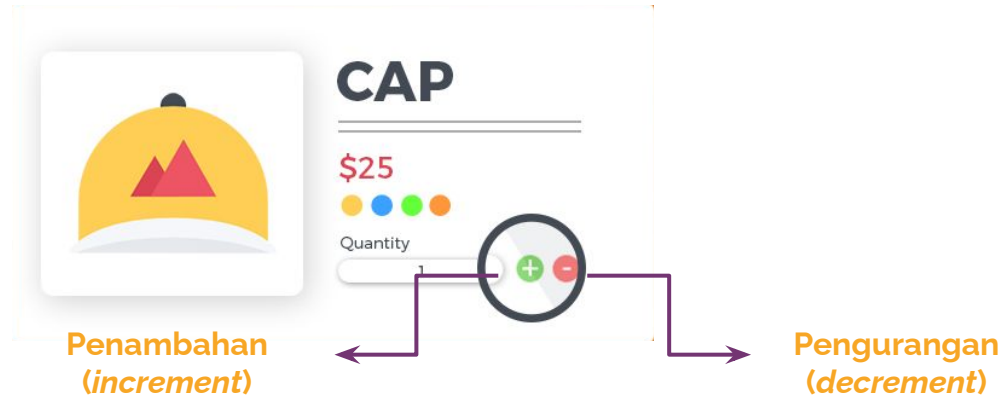 CAP
$25
Quantity
1
+ -
Penambahan
(increment)
Pengurangan
(decrement)